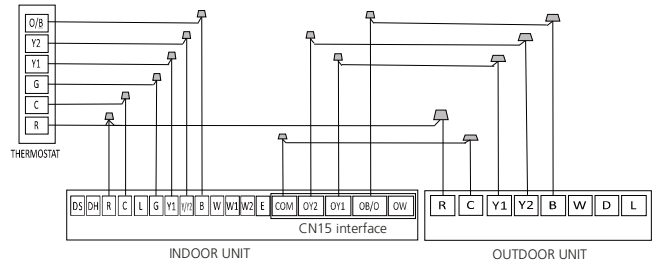 O/B
Y2
Y1
G
C
R
THERMOSTAT
DS DH R C L G Y1 Y/Y2 B W W1 W2 E COM OY2 OY1 OB/O OW
CN15 interface
INDOOR UNIT
R C Y1 Y2 B W D L
OUTDOOR UNIT